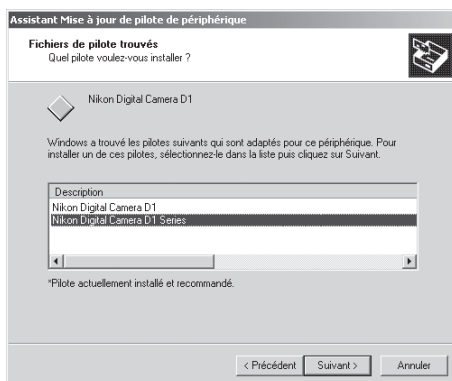 Assistant Mise à jour de pilote de périphérique
Fichiers de pilote trouvés
Quel pilote voulez-vous installer ?
Nikon Digital Camera D1
Windows a trouvé les pilotes suivants qui sont adaptés pour ce périphérique. Pour
installer un de ces pilotes, sélectionnez-le dans la liste puis cliquez sur Suivant.
Description
Nikon Digital Camera D1
Nikon Digital Camera D1 Series
*Pilote actuellement installé et recommandé.
< Précédent Suivant > Annuler